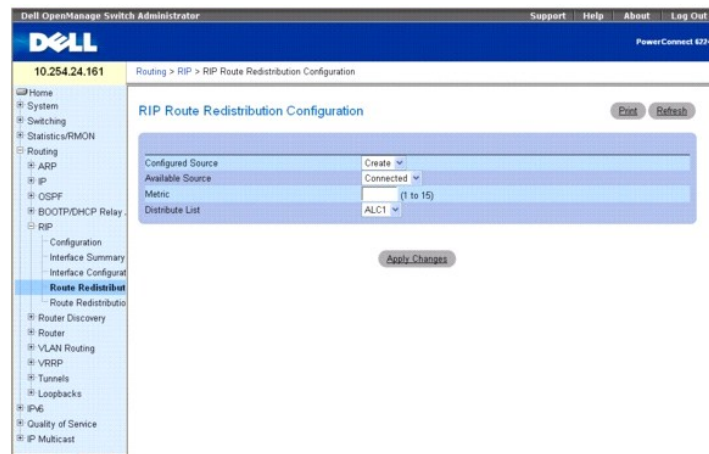 Dell OpenManage Switch Administrator
Support Help About Log Out
DELL
PowerConnect 622
10.254.24.161
Routing > RIP > RIP Route Redistribution Configuration
Home
System
Switching
Statistics/RMON
Routing
ARP
IP
OSPF
BOOTP/DHCP Relay
RIP
Configuration
Interface Summary
Interface Configurat
Route Redistribut
Route Redistributio
Router Discovery
Router
VLAN Routing
VRRP
Tunnels
Loopbacks
IPv6
Quality of Service
IP Multicast
RIP Route Redistribution Configuration
Print Refresh
Configured Source Create
Available Source Connected
Metric (1 to 15)
Distribute List ALC1
Apply Changes